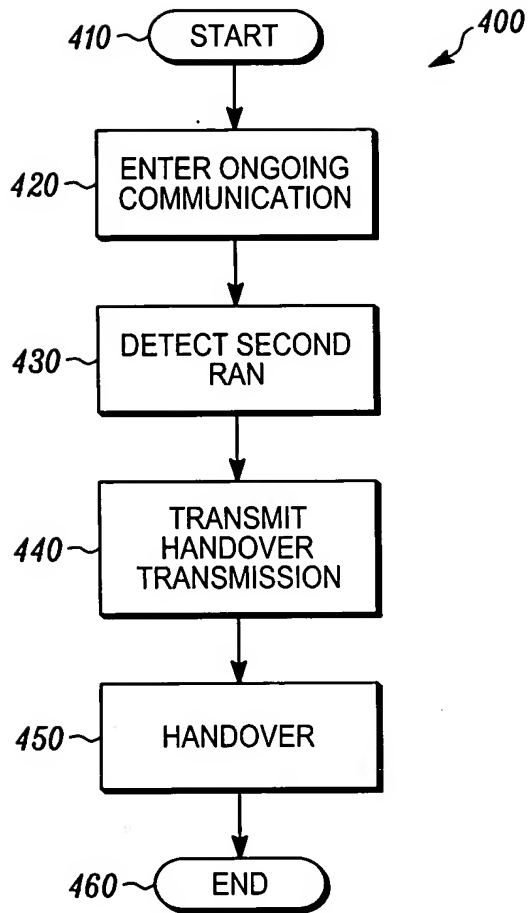 410 START
400
420 ENTER ONGOING
COMMUNICATION
430 DETECT SECOND
RAN
440 TRANSMIT
HANDOVER
TRANSMISSION
450 HANDOVER
460 END